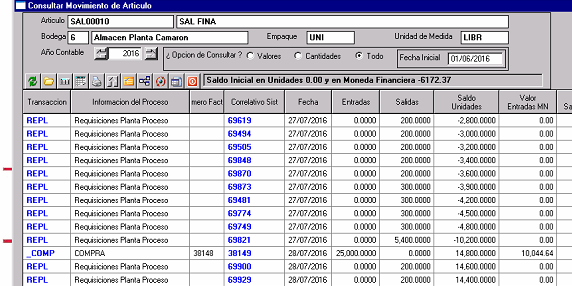 Consultar Movimiento de Articulo
Articulo SAL00010 SAL FINA
Bodega 6 Almacen Planta Camaron Empaque UNI Unidad de Medida LIBR
Año Contable 2016 ¿ Opcion de Consultar ? Valores Cantidades Todo Fecha Inicial 01/06/2016
Saldo Inicial en Unidades 0.00 y en Moneda Financiera -6172.37
Transaccion Informacion del Proceso mero Fact Correlativo Sist Fecha Entradas Salidas Saldo Unidades Valor Entradas MN Sa
REPL Requisiciones Planta Proceso 69619 27/07/2016 0.0000 200.0000 -2,800.0000 0.00
REPL Requisiciones Planta Proceso 69494 27/07/2016 0.0000 200.0000 -3,000.0000 0.00
REPL Requisiciones Planta Proceso 69505 27/07/2016 0.0000 200.0000 -3,200.0000 0.00
REPL Requisiciones Planta Proceso 69848 27/07/2016 0.0000 200.0000 -3,400.0000 0.00
REPL Requisiciones Planta Proceso 69870 27/07/2016 0.0000 200.0000 -3,600.0000 0.00
REPL Requisiciones Planta Proceso 69873 27/07/2016 0.0000 300.0000 -3,900.0000 0.00
REPL Requisiciones Planta Proceso 69481 27/07/2016 0.0000 300.0000 -4,200.0000 0.00
REPL Requisiciones Planta Proceso 69774 27/07/2016 0.0000 300.0000 -4,500.0000 0.00
REPL Requisiciones Planta Proceso 69749 27/07/2016 0.0000 300.0000 -4,800.0000 0.00
REPL Requisiciones Planta Proceso 69821 27/07/2016 0.0000 5,400.0000 -10,200.0000 0.00
_COMP COMPRA 38148 38149 28/07/2016 25,000.0000 0.0000 14,800.0000 10,044.64
REPL Requisiciones Planta Proceso 69900 28/07/2016 0.0000 200.0000 14,600.0000 0.00
REPL Requisiciones Planta Proceso 69929 28/07/2016 0.0000 200.0000 14,400.0000 0.00